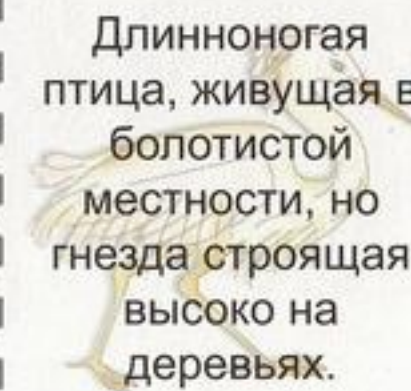 Длинноногая
птица, живущая в
болотистой
местности, но
гнезда строящая
высоко на
деревьях.